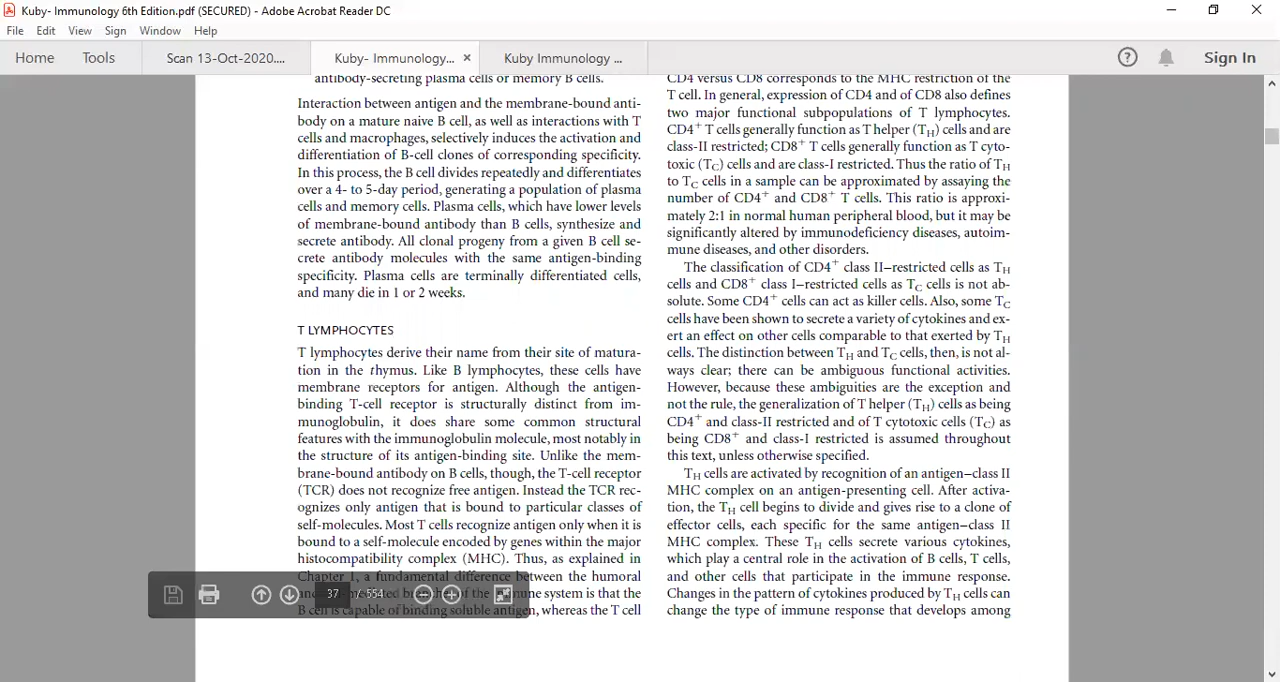 Kuby- Immunology 6th Edition.pdf (SECURED) - Adobe Acrobat Reader DC
File Edit View Sign Window Help
Home Tools Scan 13-Oct-2020.... Kuby- Immunology... × Kuby Immunology ... Sign In
antibody-secreting plasma cells or memory B cells.
Interaction between antigen and the membrane-bound anti-
body on a mature naive B cell, as well as interactions with T
cells and macrophages, selectively induces the activation and
differentiation of B-cell clones of corresponding specificity.
In this process, the B cell divides repeatedly and differentiates
over a 4- to 5-day period, generating a population of plasma
cells and memory cells. Plasma cells, which have lower levels
of membrane-bound antibody than B cells, synthesize and
secrete antibody. All clonal progeny from a given B cell se-
crete antibody molecules with the same antigen-binding
specificity. Plasma cells are terminally differentiated cells,
and many die in 1 or 2 weeks.
T LYMPHOCYTES
T lymphocytes derive their name from their site of matura-
tion in the thymus. Like B lymphocytes, these cells have
membrane receptors for antigen. Although the antigen-
binding T-cell receptor is structurally distinct from im-
munoglobulin, it does share some common structural
features with the immunoglobulin molecule, most notably in
the structure of its antigen-binding site. Unlike the mem-
brane-bound antibody on B cells, though, the T-cell receptor
(TCR) does not recognize free antigen. Instead the TCR rec-
ognizes only antigen that is bound to particular classes of
self-molecules. Most T cells recognize antigen only when it is
bound to a self-molecule encoded by genes within the major
histocompatibility complex (MHC). Thus, as explained in
Chapter 1, a fundamental difference between the humoral
and cell-mediated branches of the immune system is that the
B cell is capable of binding soluble antigen, whereas the T cell
37 / 554
CD4 versus CD8 corresponds to the MHC restriction of the
T cell. In general, expression of CD4 and of CD8 also defines
two major functional subpopulations of T lymphocytes.
CD4+ T cells generally function as T helper (TH) cells and are
class-II restricted; CD8+ T cells generally function as T cyto-
toxic (TC) cells and are class-I restricted. Thus the ratio of TH
to TC cells in a sample can be approximated by assaying the
number of CD4+ and CD8+ T cells. This ratio is approxi-
mately 2:1 in normal human peripheral blood, but it may be
significantly altered by immunodeficiency diseases, autoim-
mune diseases, and other disorders.
The classification of CD4+ class II–restricted cells as TH
cells and CD8+ class I–restricted cells as TC cells is not ab-
solute. Some CD4+ cells can act as killer cells. Also, some TC
cells have been shown to secrete a variety of cytokines and ex-
ert an effect on other cells comparable to that exerted by TH
cells. The distinction between TH and TC cells, then, is not al-
ways clear; there can be ambiguous functional activities.
However, because these ambiguities are the exception and
not the rule, the generalization of T helper (TH) cells as being
CD4+ and class-II restricted and of T cytotoxic cells (TC) as
being CD8+ and class-I restricted is assumed throughout
this text, unless otherwise specified.
TH cells are activated by recognition of an antigen–class II
MHC complex on an antigen-presenting cell. After activa-
tion, the TH cell begins to divide and gives rise to a clone of
effector cells, each specific for the same antigen–class II
MHC complex. These TH cells secrete various cytokines,
which play a central role in the activation of B cells, T cells,
and other cells that participate in the immune response.
Changes in the pattern of cytokines produced by TH cells can
change the type of immune response that develops among